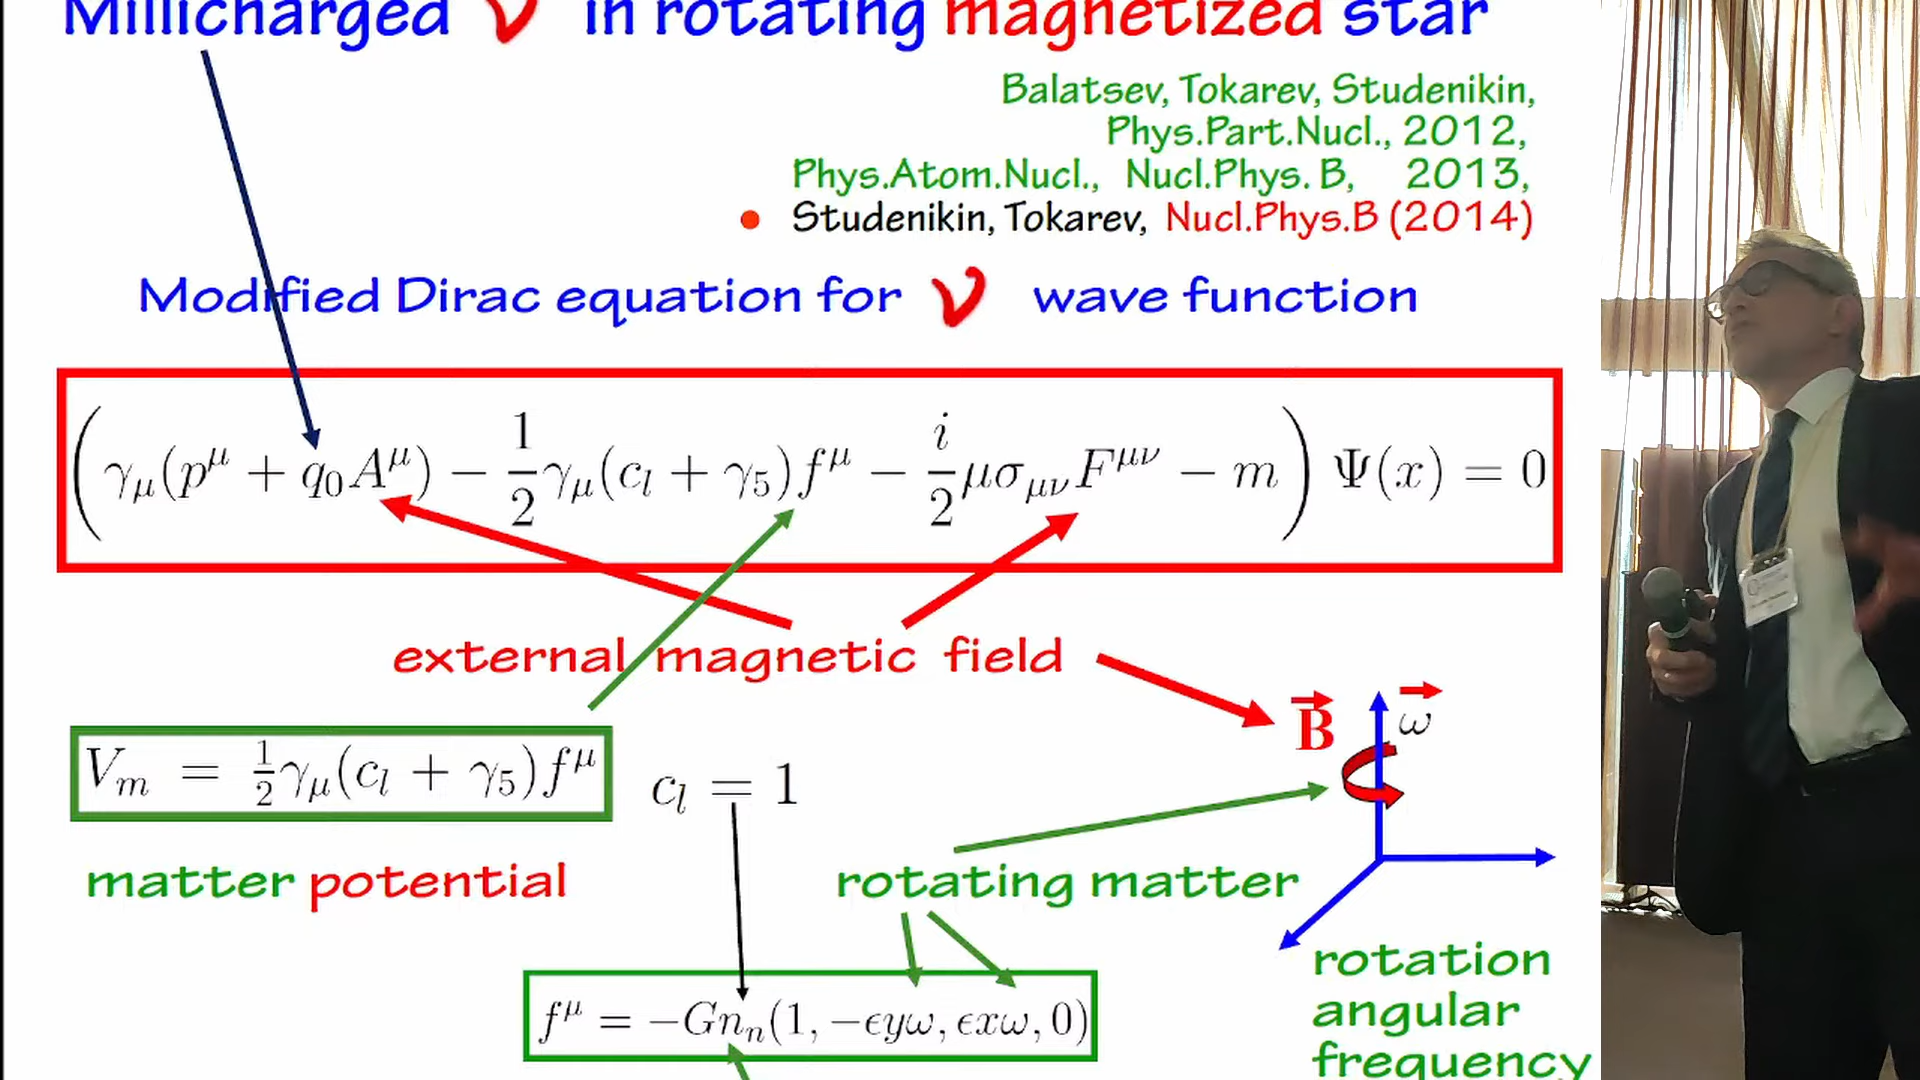 Millicharged ν in rotating magnetized star
Balatsev, Tokarev, Studenikin,
Phys.Part.Nucl., 2012,
Phys.Atom.Nucl., Nucl.Phys. B, 2013,
• Studenikin, Tokarev, Nucl.Phys.B (2014)
Modified Dirac equation for ν wave function
(γ_μ(p^μ + q_0A^μ) − 1/2 γ_μ(c_l + γ_5)f^μ − i/2 μσ_μνF^μν − m) Ψ(x) = 0
external magnetic field
B⃗ ω⃗
V_m = 1/2 γ_μ(c_l + γ_5)f^μ
c_l = 1
matter potential
rotating matter
f^μ = −Gn_n(1, −ϵyω, ϵxω, 0)
rotation
angular
frequency